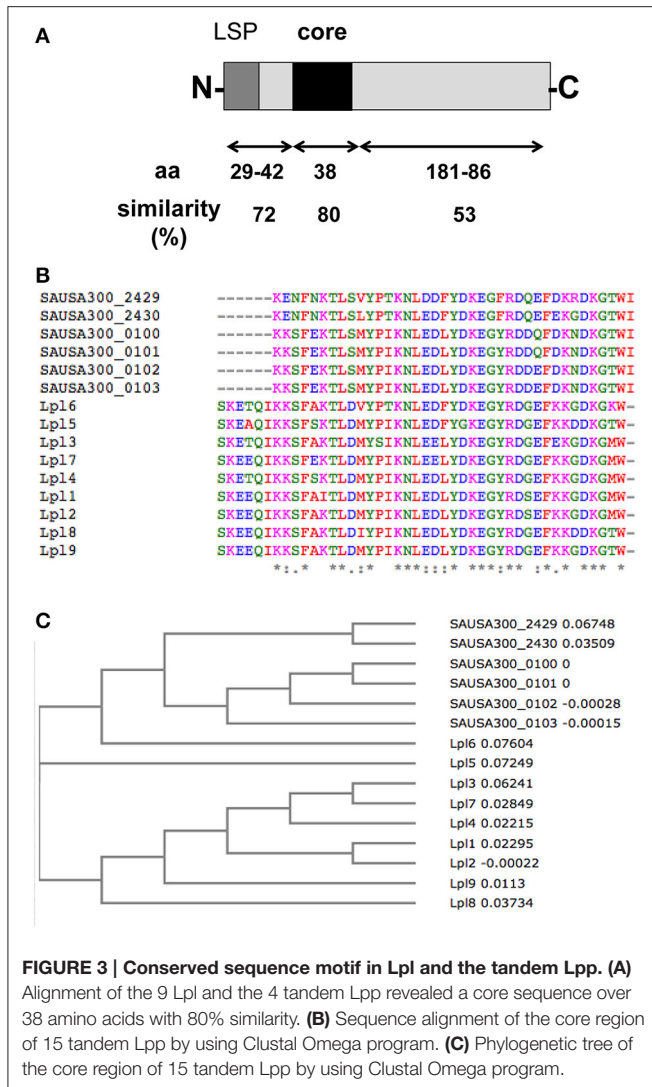 A
LSP core
N- -C
aa 29-42 38 181-86
similarity 72 80 53
(%)
B
SAUSA300_2429 ------KENFNKTLSVYPTKNLDDFYDKEGFRDQEFDKRDKGTWI
SAUSA300_2430 ------KENFNKTLSLYPTKNLEDFYDKEGFRDQEFEKGDKGTWI
SAUSA300_0100 ------KKSFEKTLSMYPIKNLEDLYDKEGYRDDQFDKNDKGTWI
SAUSA300_0101 ------KKSFEKTLSMYPIKNLEDLYDKEGYRDDQFDKNDKGTWI
SAUSA300_0102 ------KKSFEKTLSMYPIKNLEDLYDKEGYRDDEFDKNDKGTWI
SAUSA300_0103 ------KKSFEKTLSMYPIKNLEDLYDKEGYRDDEFDKNDKGTWI
Lpl6 SKETQIKKSFAKTLDVYPTKNLEDFYDKEGYRDGEFKKGDKGKW-
Lpl5 SKEAQIKKSFSKTLDMYPIKNLEDFYGKEGYRDGEFKKDDKGTW-
Lpl3 SKETQIKKSFAKTLDMYSIKNLEDLYDKEGYRDGEFEKGDKGMW-
Lpl7 SKEEQIKKSFEKTLDMYPIKNLEELYDKEGYRDGEFKKGDKGTW-
Lpl4 SKETQIKKSFSKTLDMYPIKNLEDLYDKEGYRDGEFKKGDKGMW-
Lpl1 SKEEQIKKSFAITLDMYPIKNLEDLYDKEGYRDSEFKKGDKGMW-
Lpl2 SKEEQIKKSFAKTLDMYPIKNLEDLYDKEGYRDSEFKKGDKGMW-
Lpl8 SKEEQIKKSFAKTLDIYPIKNLEDLYDKEGYRDGEFKKDDKGTW-
Lpl9 SKEEQIKKSFAKTLDMYPIKNLEDLYDKEGYRDGEFKKGDKGTW-
*:.* **.:* ***:::* ***:** :*.* *** *
C
SAUSA300_2429 0.06748
SAUSA300_2430 0.03509
SAUSA300_0100 0
SAUSA300_0101 0
SAUSA300_0102 -0.00028
SAUSA300_0103 -0.00015
Lpl6 0.07604
Lpl5 0.07249
Lpl3 0.06241
Lpl7 0.02849
Lpl4 0.02215
Lpl1 0.02295
Lpl2 -0.00022
Lpl9 0.0113
Lpl8 0.03734
FIGURE 3 | Conserved sequence motif in Lpl and the tandem Lpp. (A)
Alignment of the 9 Lpl and the 4 tandem Lpp revealed a core sequence over
38 amino acids with 80% similarity. (B) Sequence alignment of the core region
of 15 tandem Lpp by using Clustal Omega program. (C) Phylogenetic tree of
the core region of 15 tandem Lpp by using Clustal Omega program.